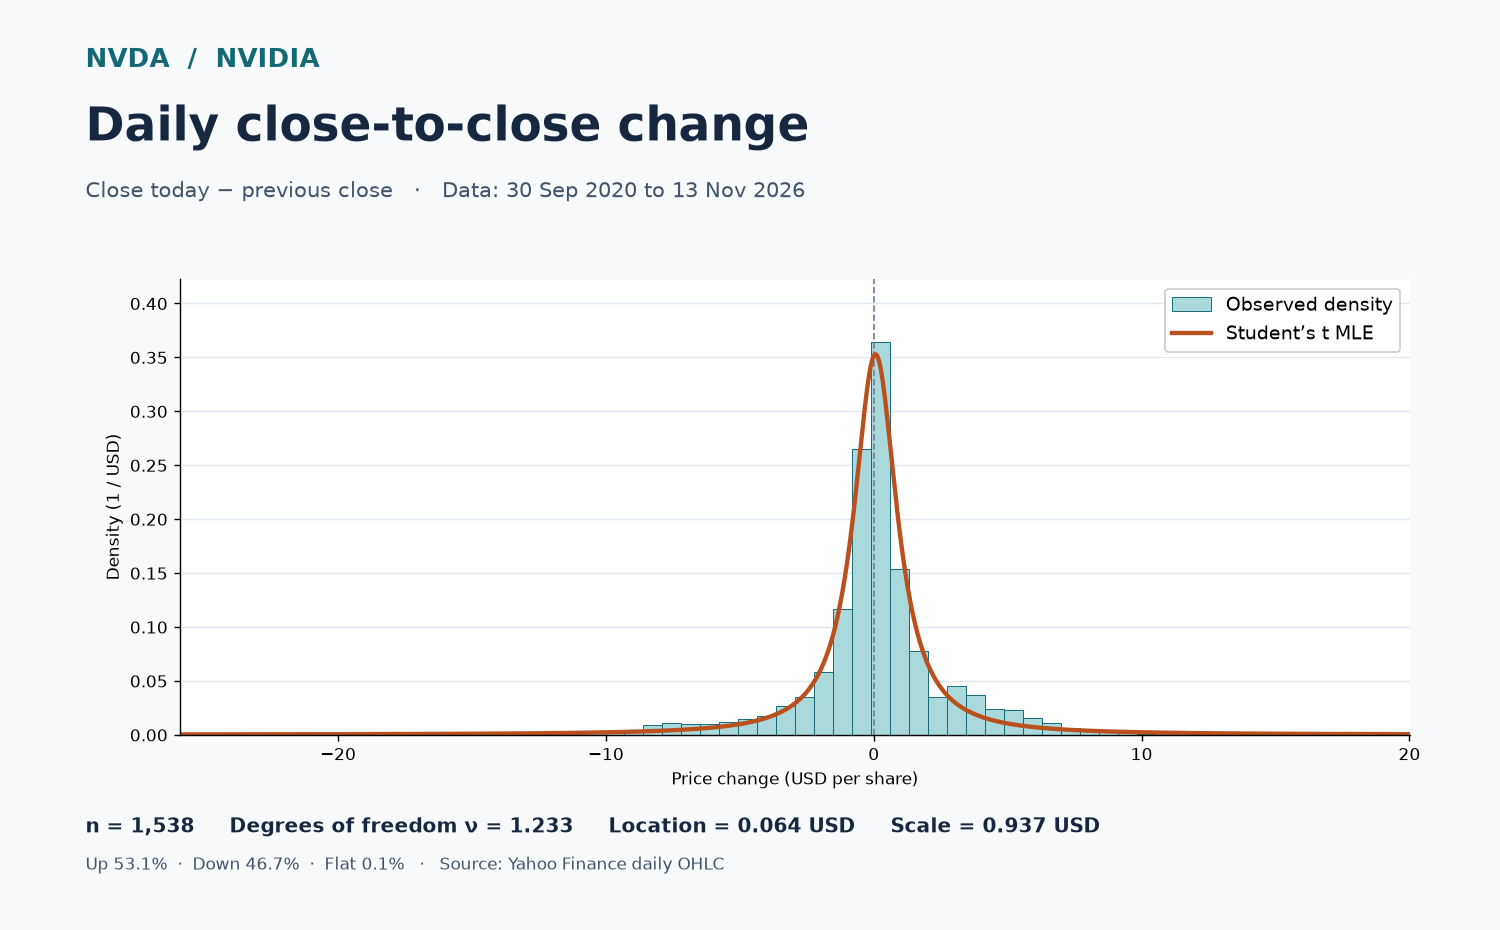 NVDA / NVIDIA
Daily close-to-close change
Close today − previous close · Data: 30 Sep 2020 to 13 Nov 2026
Observed density
Student’s t MLE
0.40
0.35
0.30
0.25
0.20
0.15
0.10
0.05
0.00
Density (1 / USD)
−20
−10
0
10
20
Price change (USD per share)
n = 1,538 Degrees of freedom ν = 1.233 Location = 0.064 USD Scale = 0.937 USD
Up 53.1% · Down 46.7% · Flat 0.1% · Source: Yahoo Finance daily OHLC